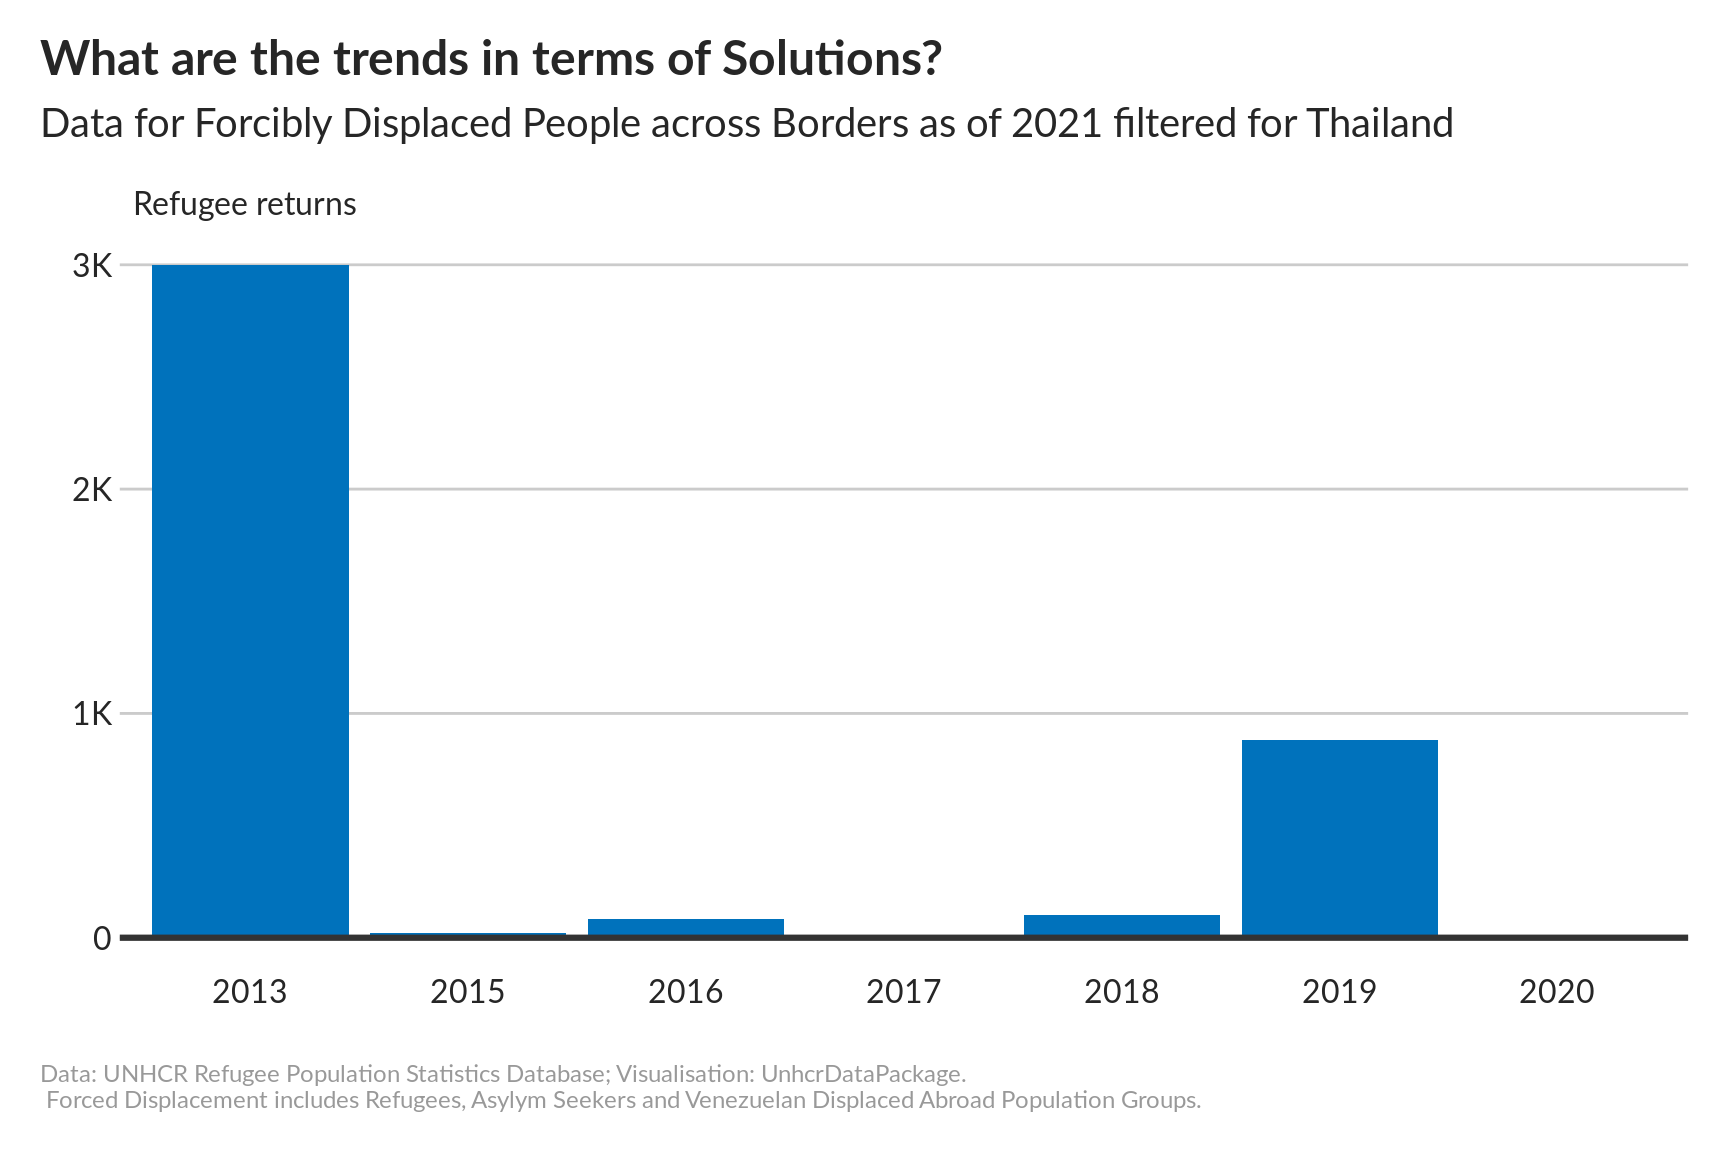 What are the trends in terms of Solutions?
Data for Forcibly Displaced People across Borders as of 2021 filtered for Thailand
Refugee returns
3K
2K
1K
0
2013 2015 2016 2017 2018 2019 2020
Data: UNHCR Refugee Population Statistics Database; Visualisation: UnhcrDataPackage.
Forced Displacement includes Refugees, Asylym Seekers and Venezuelan Displaced Abroad Population Groups.